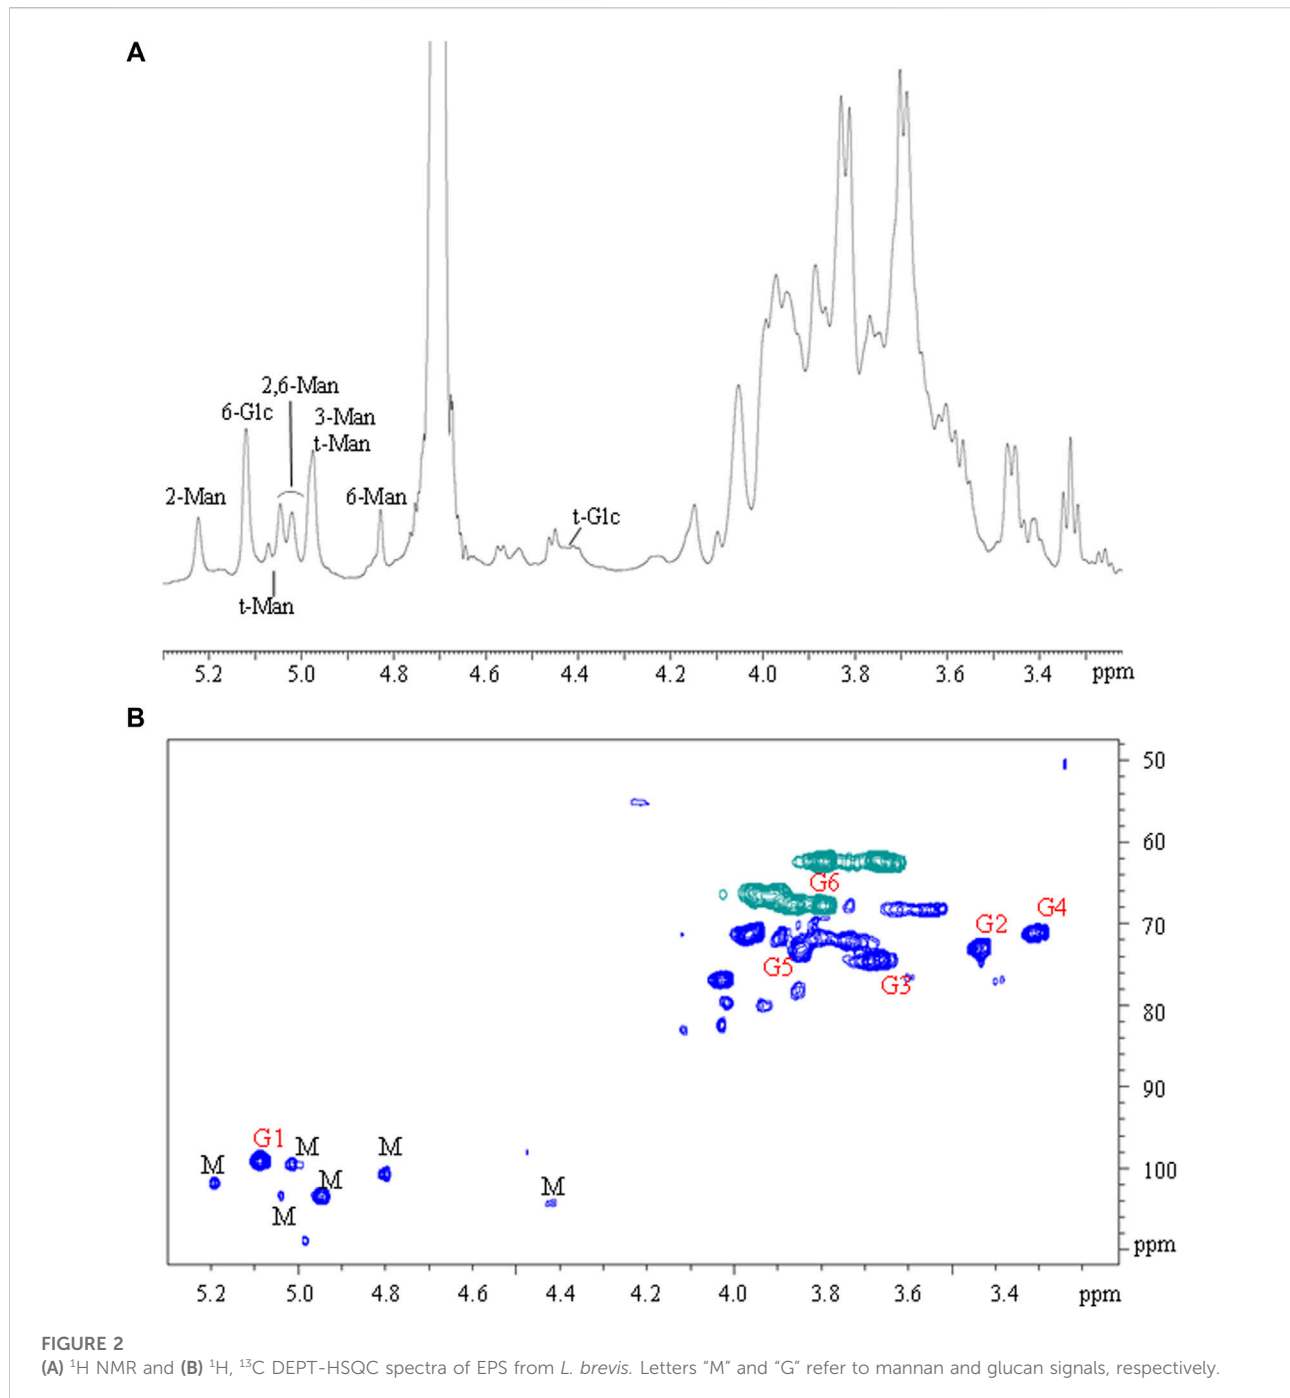 A
2,6-Man
6-Glc
3-Man
t-Man
2-Man
6-Man
t-Glc
t-Man
5.2 5.0 4.8 4.6 4.4 4.2 4.0 3.8 3.6 3.4 ppm
B
50
60
G6
70
G2 G4
G5
G3
80
90
G1
M M M
100
M M
M
ppm
5.2 5.0 4.8 4.6 4.4 4.2 4.0 3.8 3.6 3.4 ppm
FIGURE 2
(A) ¹H NMR and (B) ¹H, ¹³C DEPT-HSQC spectra of EPS from L. brevis. Letters “M” and “G” refer to mannan and glucan signals, respectively.